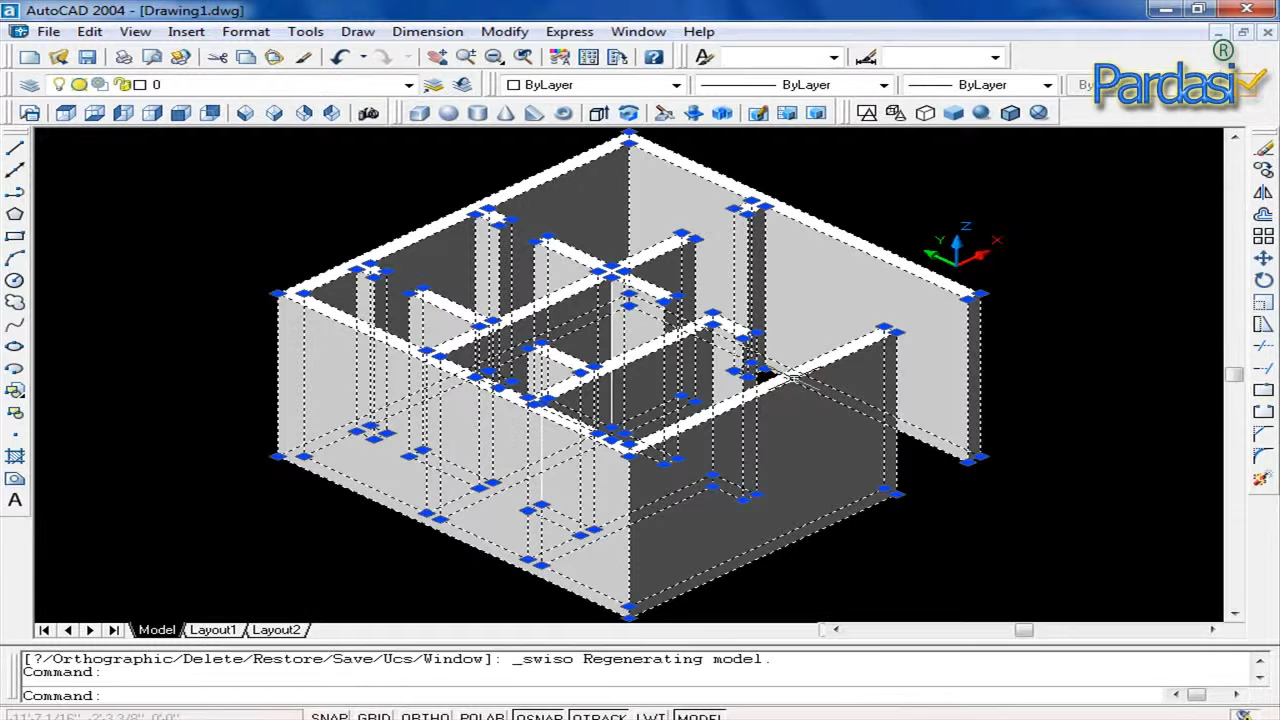 AutoCAD 2004 - [Drawing1.dwg]
File Edit View Insert Format Tools Draw Dimension Modify Express Window Help
®
Pardasi
0 ByLayer ByLayer ByLayer
Z
Y X
A
Model Layout1 Layout2
[?/Orthographic/Delete/Restore/Save/Ucs/Window]: _swiso Regenerating model.
Command:
Command:
SNAP GRID ORTHO POLAR OSNAP OTRACK LWT MODEL